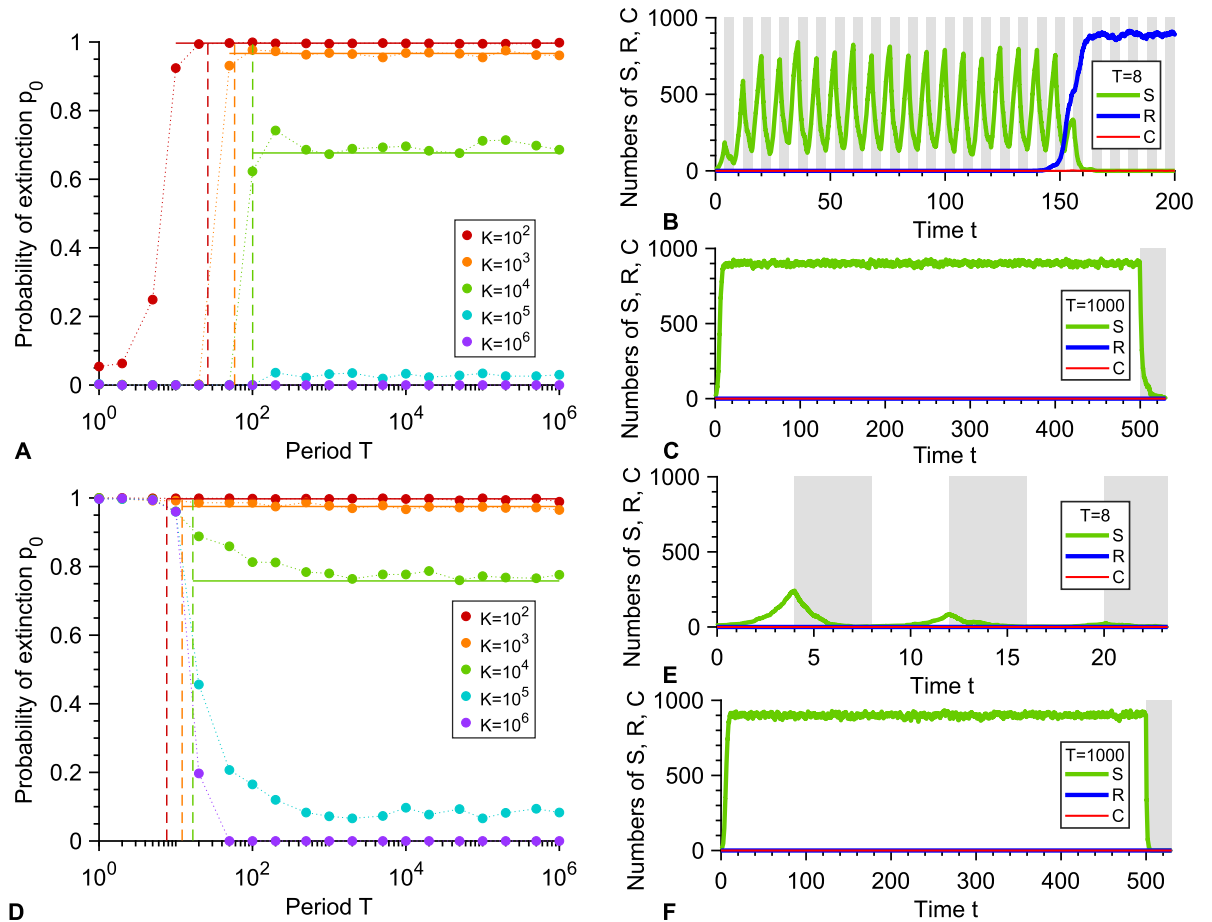 Probability of extinction p0
1
0.8
0.6
0.4
0.2
0
10^0
10^2
10^4
10^6
Period T
K=10^2
K=10^3
K=10^4
K=10^5
K=10^6
A
Numbers of S, R, C
1000
500
0
0
50
100
150
200
Time t
T=8
S
R
C
B
Numbers of S, R, C
1000
500
0
0
100
200
300
400
500
Time t
T=1000
S
R
C
C
Probability of extinction p0
1
0.8
0.6
0.4
0.2
0
10^0
10^2
10^4
10^6
Period T
K=10^2
K=10^3
K=10^4
K=10^5
K=10^6
D
Numbers of S, R, C
1000
500
0
0
5
10
15
20
Time t
T=8
S
R
C
E
Numbers of S, R, C
1000
500
0
0
100
200
300
400
500
Time t
T=1000
S
R
C
F